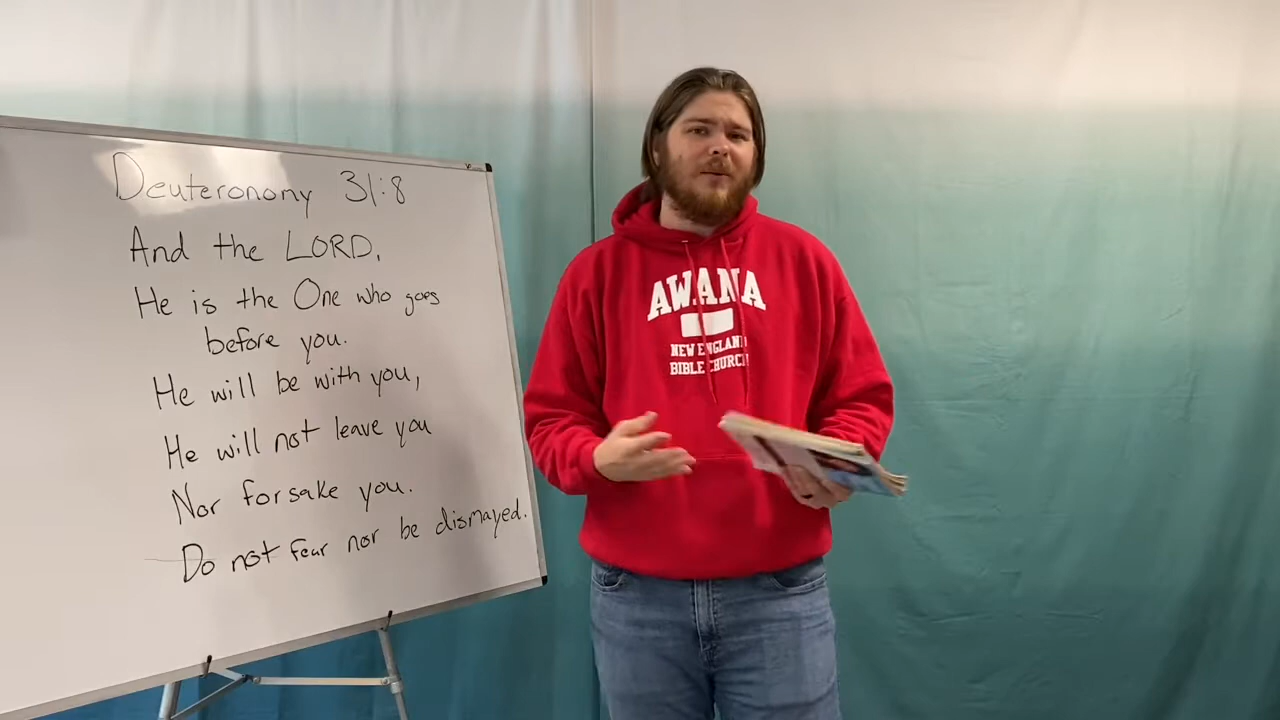 Deuteronomy 31:8
And the LORD,
He is the One who goes
before you.
He will be with you,
He will not leave you
Nor forsake you.
Do not fear nor be dismayed.
AWANA
NEW ENGLAND
BIBLE CHURCH